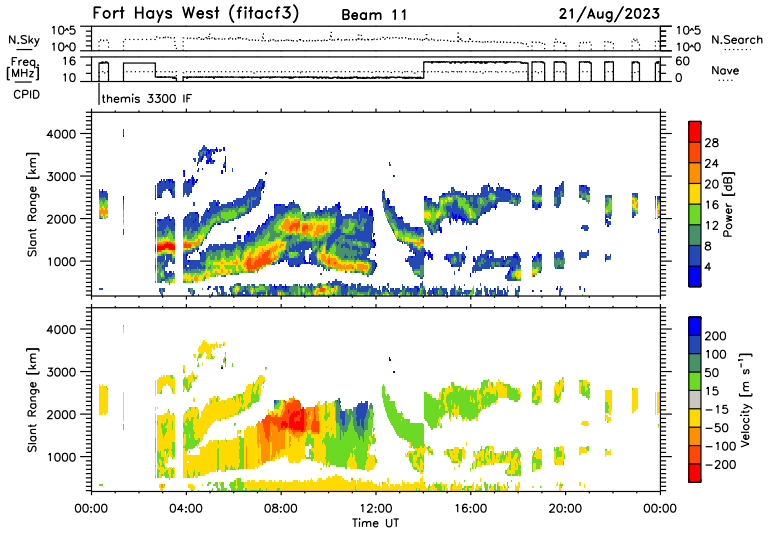 Fort Hays West (fitacf3) Beam 11 21/Aug/2023
N.Sky 10^5 10^0 10^5 10^0 N.Search
Freq. [MHz] 16 10 60 0 Nave
CPID themis 3300 IF
Slant Range [km] 4000 3000 2000 1000
28 24 20 16 12 8 4 Power [dB]
Slant Range [km] 4000 3000 2000 1000
200 100 50 15 -15 -50 -100 -200 Velocity [m s⁻¹]
00:00 04:00 08:00 12:00 16:00 20:00 00:00
Time UT